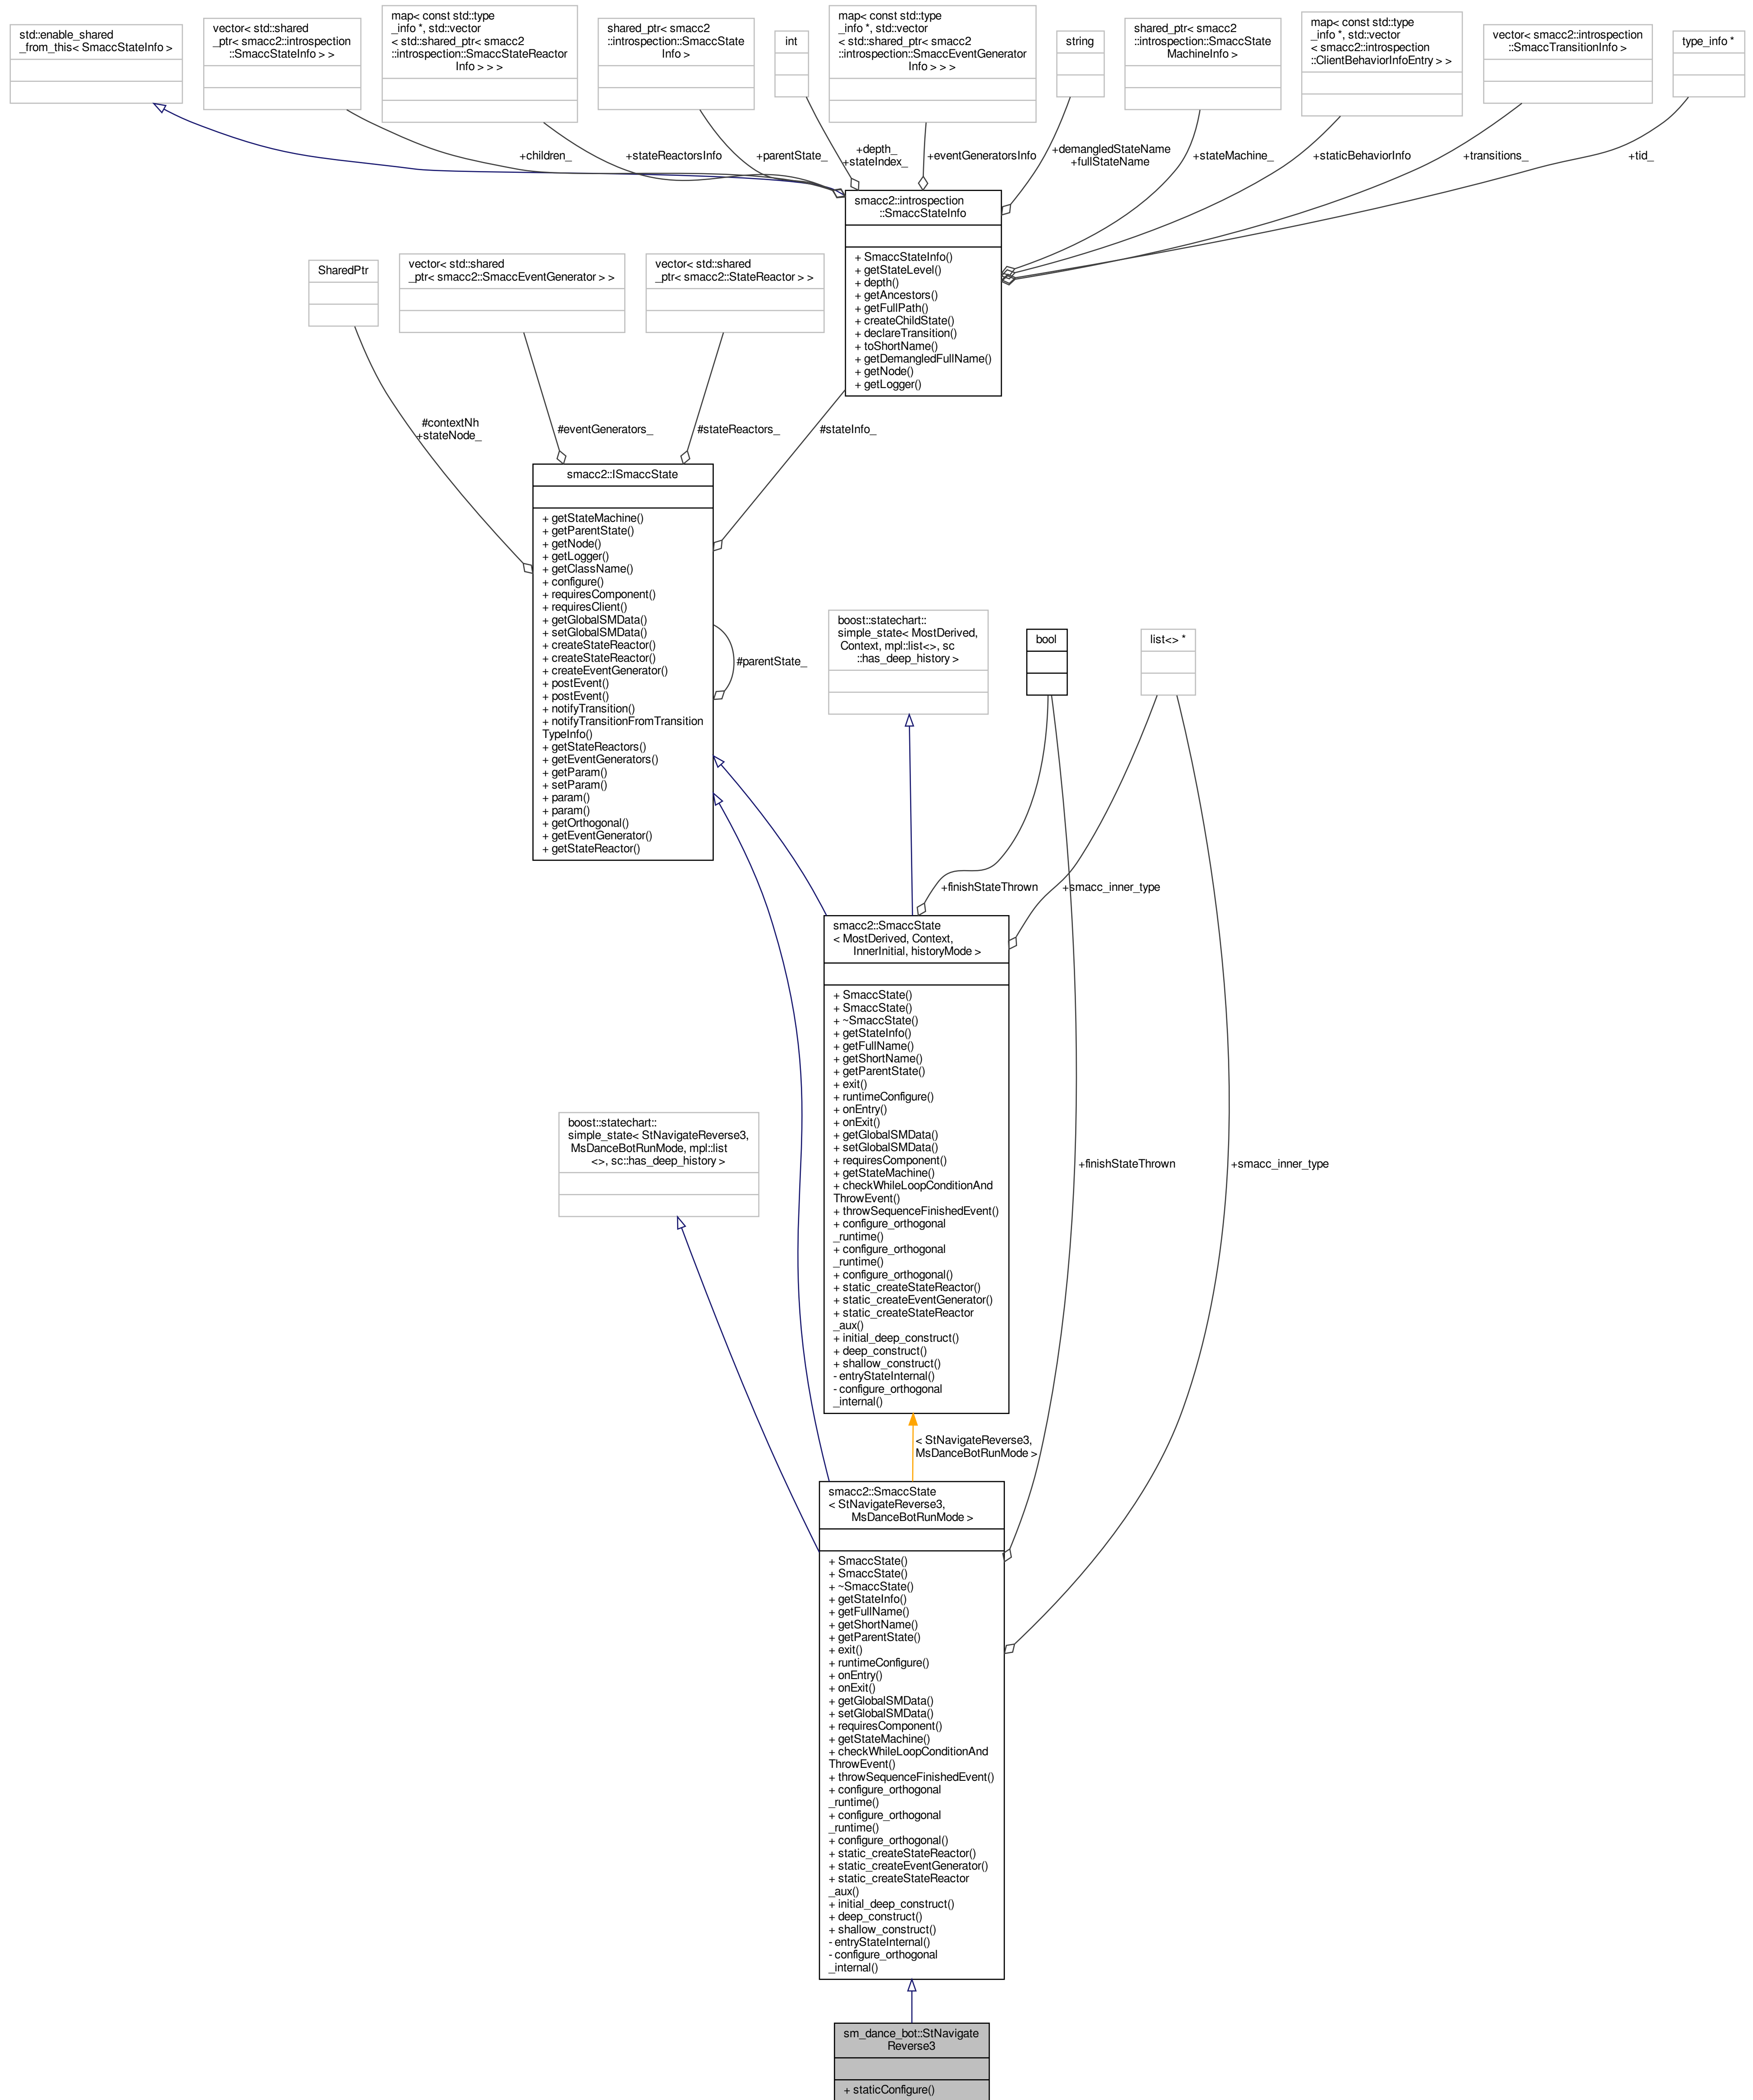 std::enable_shared
_from_this< SmaccStateInfo >
vector< std::shared
_ptr< smacc2::introspection
::SmaccStateInfo > >
map< const std::type
_info *, std::vector
< std::shared_ptr< smacc2
::introspection::SmaccStateReactor
Info > > >
shared_ptr< smacc2
::introspection::SmaccState
Info >
int
map< const std::type
_info *, std::vector
< std::shared_ptr< smacc2
::introspection::SmaccEventGenerator
Info > > >
string
shared_ptr< smacc2
::introspection::SmaccState
MachineInfo >
map< const std::type
_info *, std::vector
< smacc2::introspection
::ClientBehaviorInfoEntry > >
vector< smacc2::introspection
::SmaccTransitionInfo >
type_info *
+children_
+stateReactorsInfo
+parentState_
+depth_
+stateIndex_
+eventGeneratorsInfo
+demangledStateName
+fullStateName
+stateMachine_
+staticBehaviorInfo
+transitions_
+tid_
smacc2::introspection
::SmaccStateInfo
+ SmaccStateInfo()
+ getStateLevel()
+ depth()
+ getAncestors()
+ getFullPath()
+ createChildState()
+ declareTransition()
+ toShortName()
+ getDemangledFullName()
+ getNode()
+ getLogger()
SharedPtr
vector< std::shared
_ptr< smacc2::SmaccEventGenerator > >
vector< std::shared
_ptr< smacc2::StateReactor > >
#contextNh
+stateNode_
#eventGenerators_
#stateReactors_
#stateInfo_
smacc2::ISmaccState
+ getStateMachine()
+ getParentState()
+ getNode()
+ getLogger()
+ getClassName()
+ configure()
+ requiresComponent()
+ requiresClient()
+ getGlobalSMData()
+ setGlobalSMData()
+ createStateReactor()
+ createStateReactor()
+ createEventGenerator()
+ postEvent()
+ postEvent()
+ notifyTransition()
+ notifyTransitionFromTransition
TypeInfo()
+ getStateReactors()
+ getEventGenerators()
+ getParam()
+ setParam()
+ param()
+ param()
+ getOrthogonal()
+ getEventGenerator()
+ getStateReactor()
#parentState_
boost::statechart::
simple_state< MostDerived,
Context, mpl::list<>, sc
::has_deep_history >
bool
list<> *
+finishStateThrown
+smacc_inner_type
smacc2::SmaccState
< MostDerived, Context,
InnerInitial, historyMode >
+ SmaccState()
+ SmaccState()
+ ~SmaccState()
+ getStateInfo()
+ getFullName()
+ getShortName()
+ getParentState()
+ exit()
+ runtimeConfigure()
+ onEntry()
+ onExit()
+ getGlobalSMData()
+ setGlobalSMData()
+ requiresComponent()
+ getStateMachine()
+ checkWhileLoopConditionAnd
ThrowEvent()
+ throwSequenceFinishedEvent()
+ configure_orthogonal
_runtime()
+ configure_orthogonal
_runtime()
+ configure_orthogonal()
+ static_createStateReactor()
+ static_createEventGenerator()
+ static_createStateReactor
_aux()
+ initial_deep_construct()
+ deep_construct()
+ shallow_construct()
- entryStateInternal()
- configure_orthogonal
_internal()
boost::statechart::
simple_state< StNavigateReverse3,
MsDanceBotRunMode, mpl::list
<>, sc::has_deep_history >
+finishStateThrown
+smacc_inner_type
< StNavigateReverse3,
MsDanceBotRunMode >
smacc2::SmaccState
< StNavigateReverse3,
MsDanceBotRunMode >
+ SmaccState()
+ SmaccState()
+ ~SmaccState()
+ getStateInfo()
+ getFullName()
+ getShortName()
+ getParentState()
+ exit()
+ runtimeConfigure()
+ onEntry()
+ onExit()
+ getGlobalSMData()
+ setGlobalSMData()
+ requiresComponent()
+ getStateMachine()
+ checkWhileLoopConditionAnd
ThrowEvent()
+ throwSequenceFinishedEvent()
+ configure_orthogonal
_runtime()
+ configure_orthogonal
_runtime()
+ configure_orthogonal()
+ static_createStateReactor()
+ static_createEventGenerator()
+ static_createStateReactor
_aux()
+ initial_deep_construct()
+ deep_construct()
+ shallow_construct()
- entryStateInternal()
- configure_orthogonal
_internal()
sm_dance_bot::StNavigate
Reverse3
+ staticConfigure()